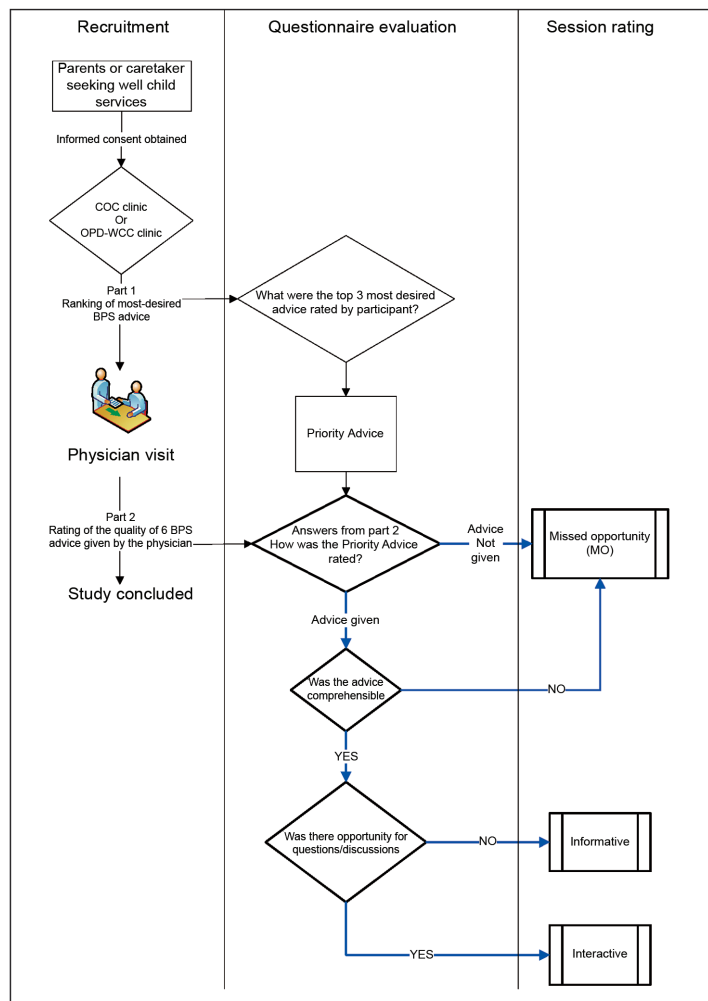 Recruitment
Questionnaire evaluation
Session rating
Parents or caretaker
seeking well child
services
Informed consent obtained
COC clinic
Or
OPD-WCC clinic
Part 1
Ranking of most-desired
BPS advice
What were the top 3 most desired
advice rated by participant?
Priority Advice
Physician visit
Part 2
Rating of the quality of 6 BPS
advice given by the physician
Answers from part 2
How was the Priority Advice
rated?
Advice
Not
given
Missed opportunity
(MO)
Study concluded
Advice given
Was the advice
comprehensible
NO
YES
Was there opportunity for
questions/discussions
NO
Informative
YES
Interactive